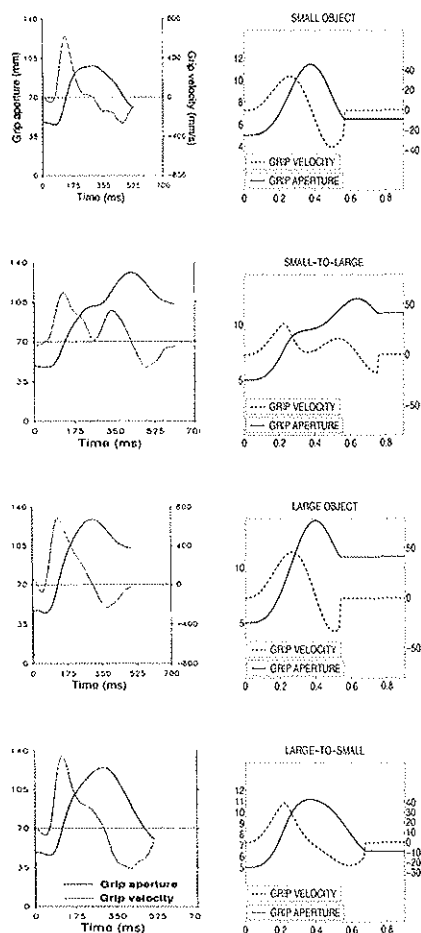 SMALL OBJECT
Grip aperture (mm)
140
105
70
35
0
800
400
0
-400
-800
Grip velocity (mm/s)
0 175 350 525 700
Time (ms)
12
10
8
6
4
40
20
0
-20
-40
GRIP VELOCITY
GRIP APERTURE
0 0.2 0.4 0.6 0.8
SMALL-TO-LARGE
140
105
70
35
0
0 175 350 525 701
Time (ms)
10
5
50
0
-50
GRIP VELOCITY
GRIP APERTURE
0 0.2 0.4 0.6 0.8
LARGE OBJECT
140
105
70
35
0
800
400
0
-400
-800
0 175 350 525 700
Time (ms)
10
5
50
0
-50
GRIP VELOCITY
GRIP APERTURE
0 0.2 0.4 0.6 0.8
LARGE-TO-SMALL
140
105
70
35
0
Grip aperture
Grip velocity
0 175 350 525 701
Time (ms)
12
11
10
9
8
7
6
5
40
30
20
10
0
-10
-20
-30
GRIP VELOCITY
GRIP APERTURE
0 0.2 0.4 0.6 0.8